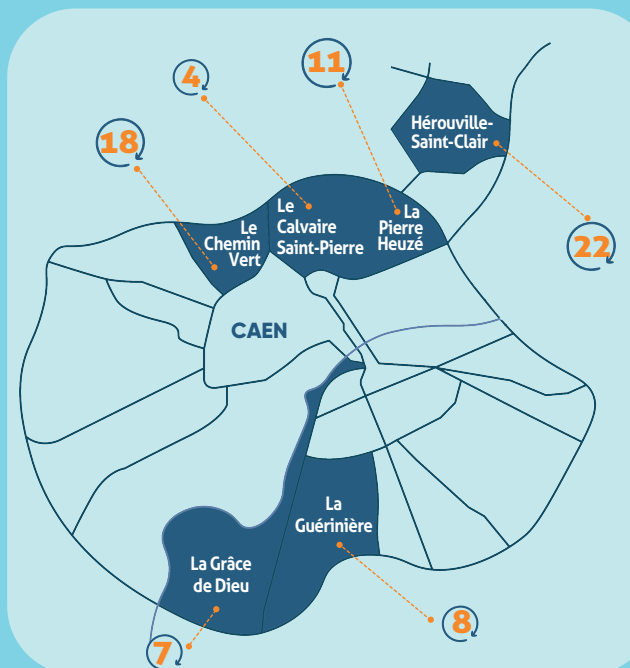 11
4
Hérouville-
Saint-Clair
18
Le
Calvaire
Saint-Pierre
La
Pierre
Heuzé
Le
Chemin
Vert
22
CAEN
La
Guérinière
La Grâce
de Dieu
8
7